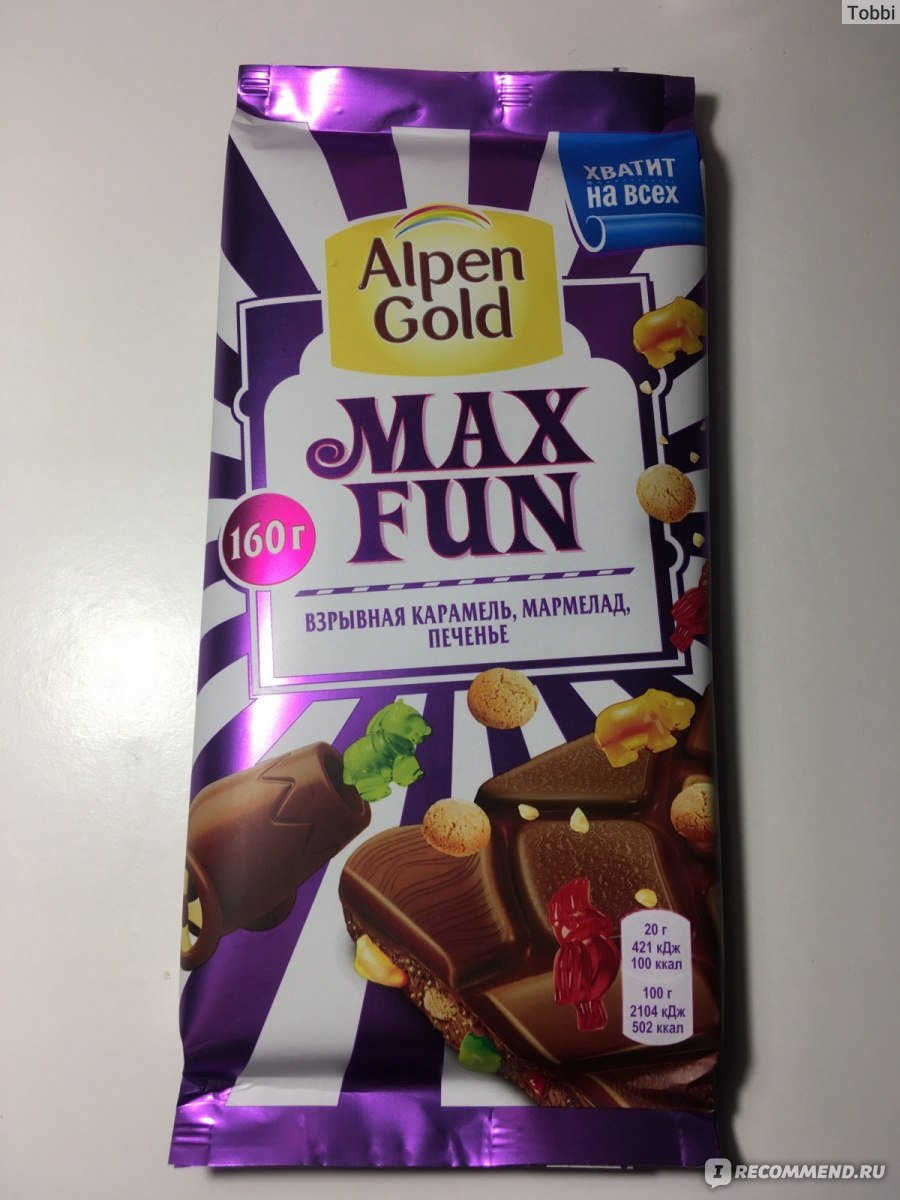 Tobbi
ХВАТИТ
на всех
Alpen
Gold
MAX
FUN
160 г
ВЗРЫВНАЯ КАРАМЕЛЬ, МАРМЕЛАД,
ПЕЧЕНЬЕ
20 г
421 кДж
100 ккал
100 г
2104 кДж
502 ккал
I RECOMMEND.RU